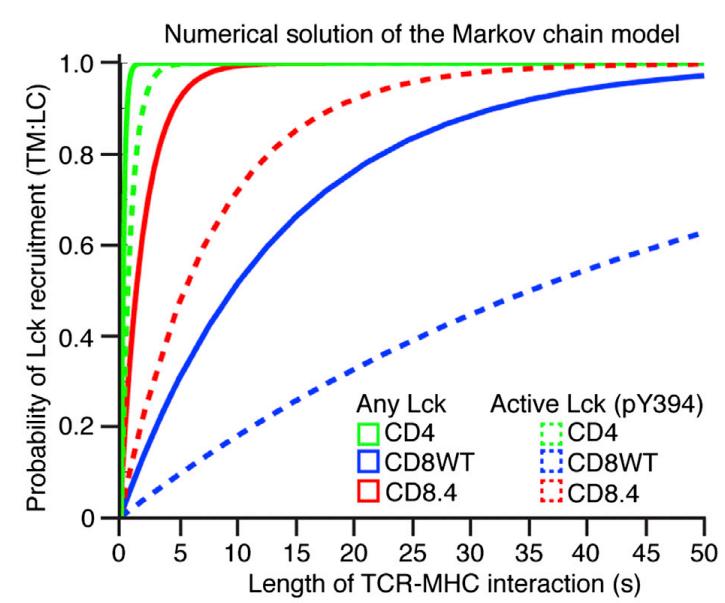 Numerical solution of the Markov chain model
Probability of Lck recruitment (TM:LC)
1.0
0.8
0.6
0.4
0.2
0
Any Lck
CD4
CD8WT
CD8.4
Active Lck (pY394)
CD4
CD8WT
CD8.4
0 5 10 15 20 25 30 35 40 45 50
Length of TCR-MHC interaction (s)